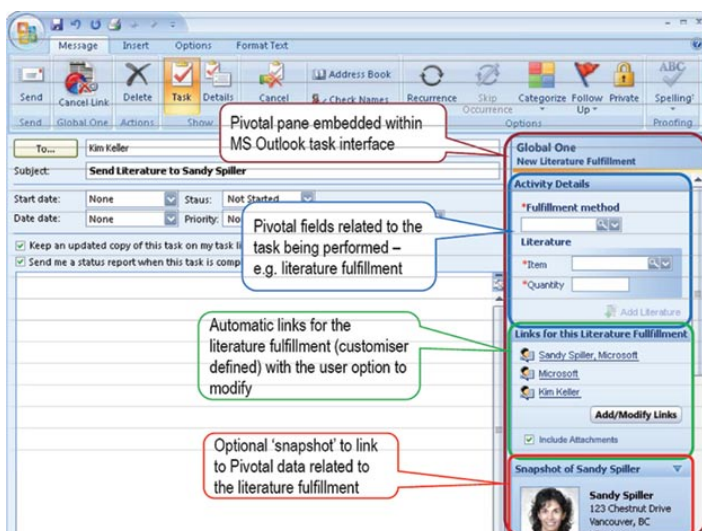 Message Insert Options Format Text
Send
Cancel Link
Delete
Task
Details
Cancel
Address Book
Check Names
Recurrence
Skip
Occurrence
Categorize
Follow
Up
Private
ABC
Spelling
Send Global One Actions Show Options Proofing
Pivotal pane embedded within
MS Outlook task interface
To... Kim Keller
Subject: Send Literature to Sandy Spiller
Start date: None Staus: Not Started
Date date: None Priority:
Keep an updated copy of this task on my task
Send me a status report when this task is
Pivotal fields related to the
task being performed –
e.g. literature fulfillment
Automatic links for the
literature fulfillment (customiser
defined) with the user option to
modify
Optional ‘snapshot’ to link
to Pivotal data related to
the literature fulfillment
Global One
New Literature Fulfillment
Activity Details
*Fulfillment method
Literature
*Item
*Quantity
Add Literature
Links for this Literature Fullfillment
Sandy Spiller, Microsoft
Microsoft
Kim Keller
Add/Modify Links
Include Attachments
Snapshot of Sandy Spiller
Sandy Spiller
123 Chestnut Drive
Vancouver, BC